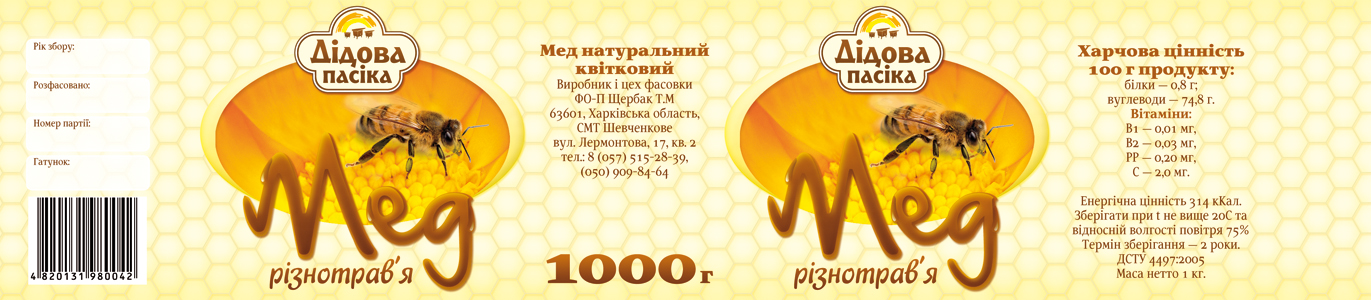 Рік збору:
Розфасовано:
Номер партії:
Гатунок:
4 820131 980042
Дідова
пасіка
Мед
різнотрав'я
Мед натуральний
квітковий
Виробник і цех фасовки
ФО-П Щербак Т.М
63601, Харківська область,
СМТ Шевченкове
вул. Лермонтова, 17, кв. 2
тел.: 8 (057) 515-28-39,
(050) 909-84-64
1000 г
Дідова
пасіка
Мед
різнотрав'я
Харчова цінність
100 г продукту:
білки — 0,8 г;
вуглеводи — 74,8 г.
Вітаміни:
В1 — 0,01 мг,
В2 — 0,03 мг,
РР — 0,20 мг,
С — 2,0 мг.
Енергічна цінність 314 кКал.
Зберігати при t не вище 20С та
відносній волгості повітря 75%
Термін зберігання — 2 роки.
ДСТУ 4497:2005
Маса нетто 1 кг.